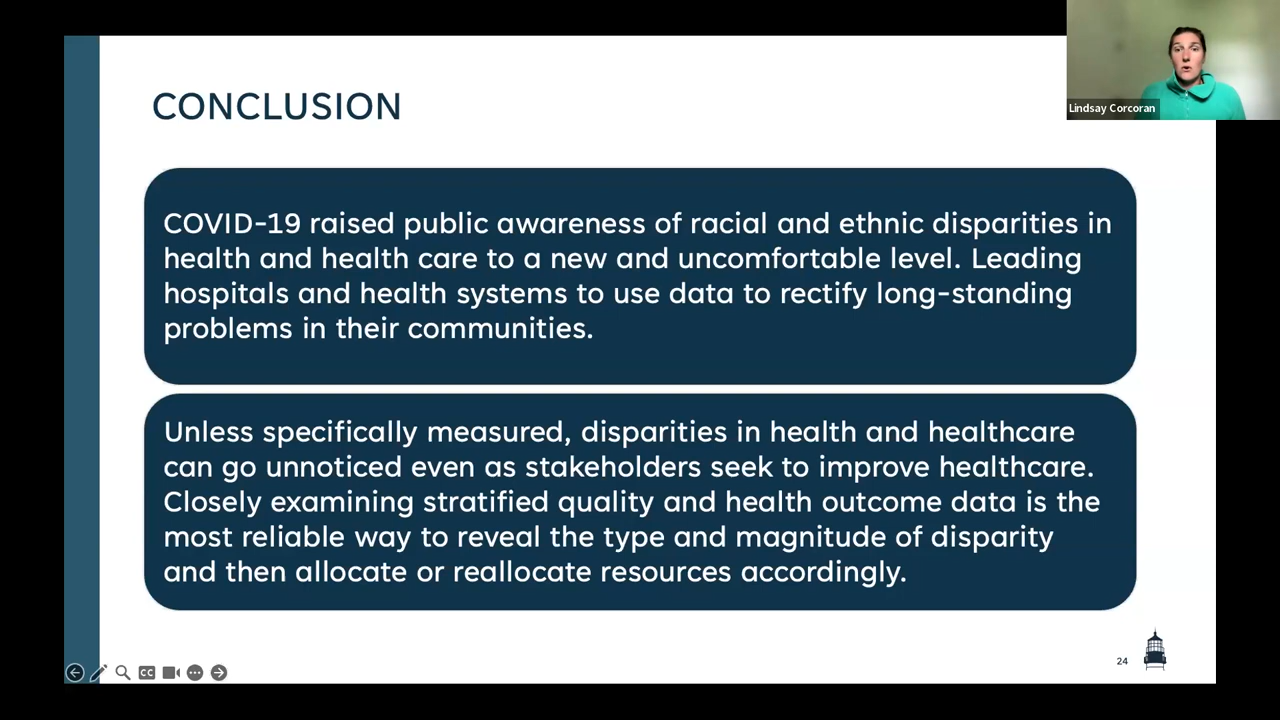 Lindsay Corcoran
CONCLUSION
COVID-19 raised public awareness of racial and ethnic disparities in
health and health care to a new and uncomfortable level. Leading
hospitals and health systems to use data to rectify long-standing
problems in their communities.
Unless specifically measured, disparities in health and healthcare
can go unnoticed even as stakeholders seek to improve healthcare.
Closely examining stratified quality and health outcome data is the
most reliable way to reveal the type and magnitude of disparity
and then allocate or reallocate resources accordingly.
24
CC